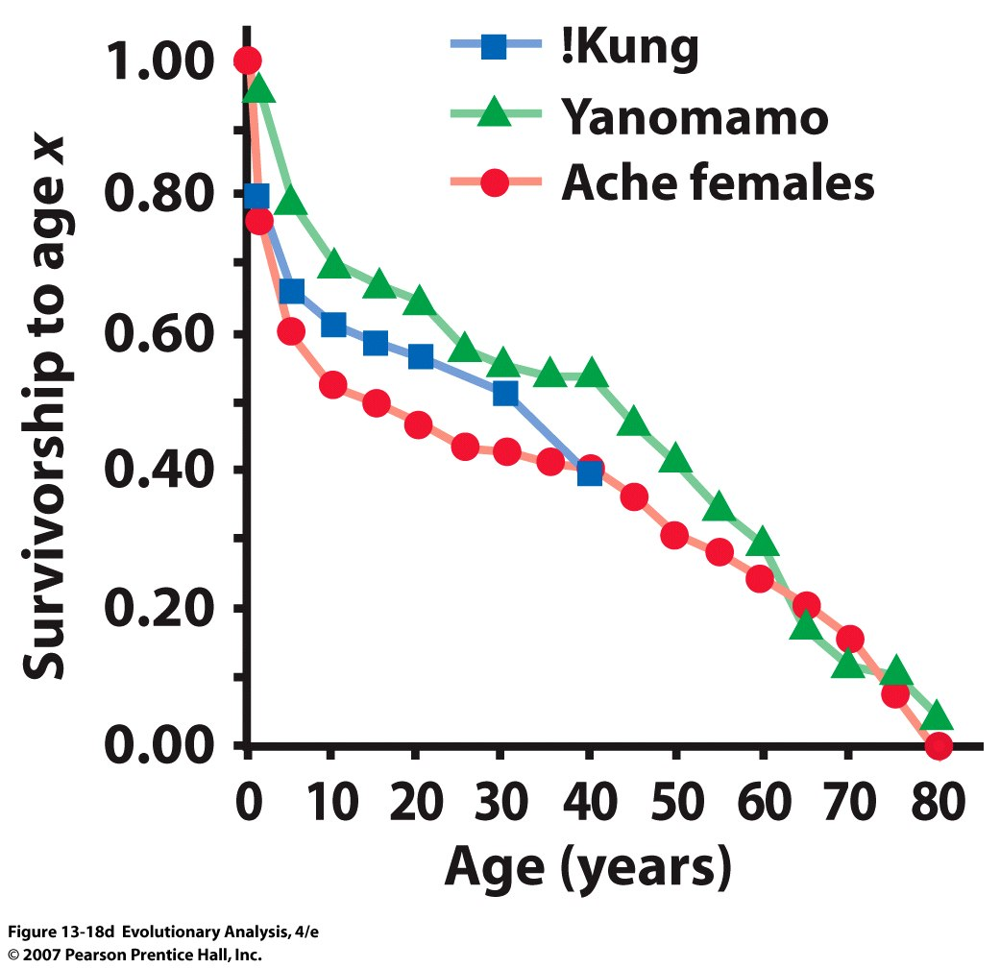 1.00
0.80
0.60
0.40
0.20
0.00
Survivorship to age x
!Kung
Yanomamo
Ache females
0 10 20 30 40 50 60 70 80
Age (years)
Figure 13-18d Evolutionary Analysis, 4/e
© 2007 Pearson Prentice Hall, Inc.